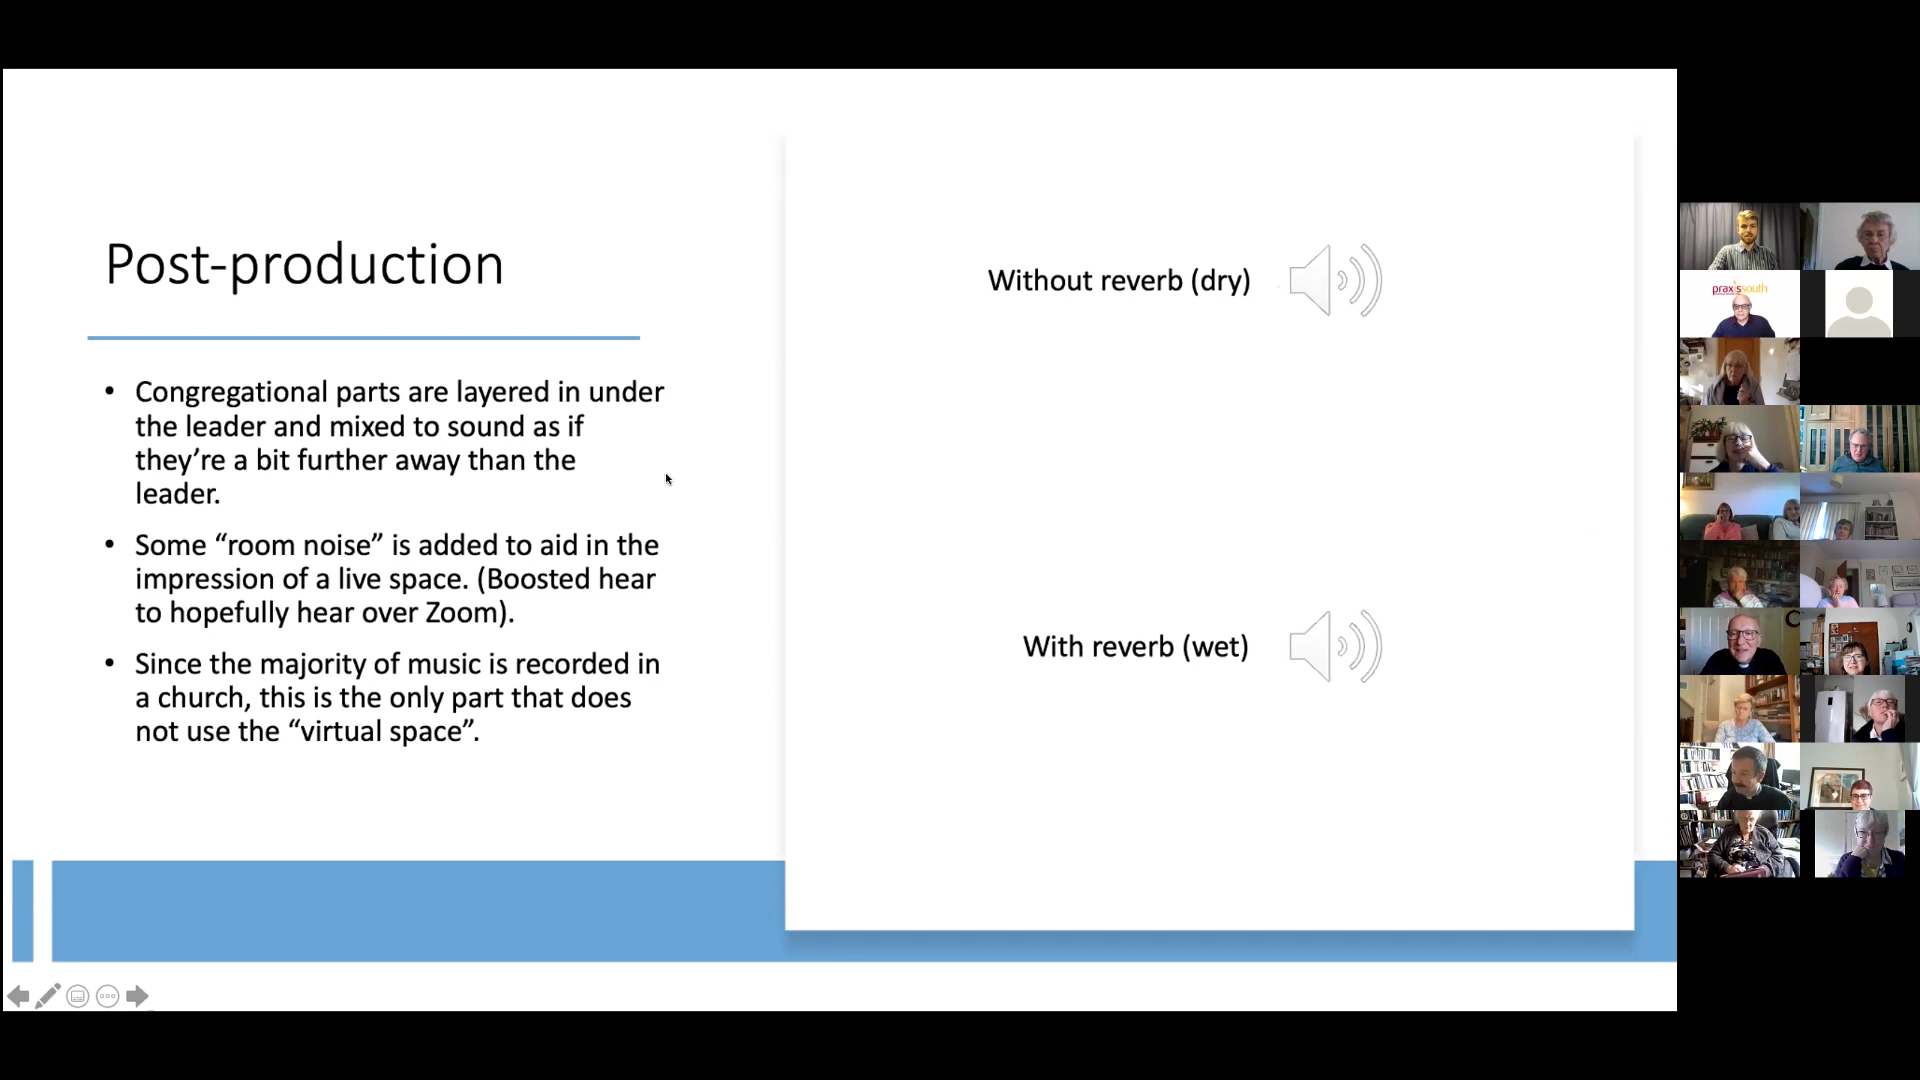 Post-production
• Congregational parts are layered in under
the leader and mixed to sound as if
they’re a bit further away than the
leader.
• Some “room noise” is added to aid in the
impression of a live space. (Boosted hear
to hopefully hear over Zoom).
• Since the majority of music is recorded in
a church, this is the only part that does
not use the “virtual space”.
Without reverb (dry)
With reverb (wet)
praxissouth